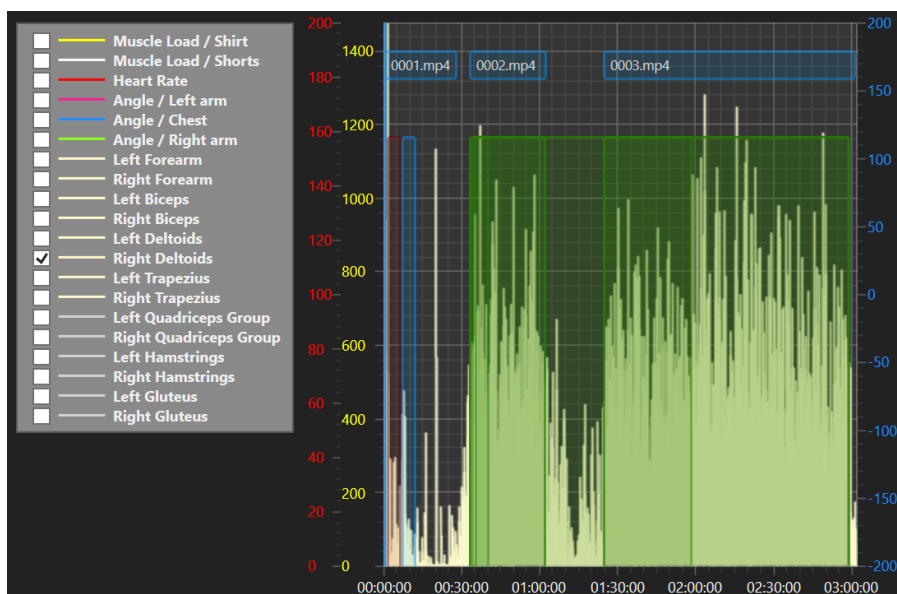 Muscle Load / Shirt
Muscle Load / Shorts
Heart Rate
Angle / Left arm
Angle / Chest
Angle / Right arm
Left Forearm
Right Forearm
Left Biceps
Right Biceps
Left Deltoids
Right Deltoids
Left Trapezius
Right Trapezius
Left Quadriceps Group
Right Quadriceps Group
Left Hamstrings
Right Hamstrings
Left Gluteus
Right Gluteus
200
180
160
140
120
100
80
60
40
20
0
1400
1200
1000
800
600
400
200
0
0001.mp4 0002.mp4 0003.mp4
200
150
100
50
0
-50
-100
-150
-200
00:00:00 00:30:00 01:00:00 01:30:00 02:00:00 02:30:00 03:00:00